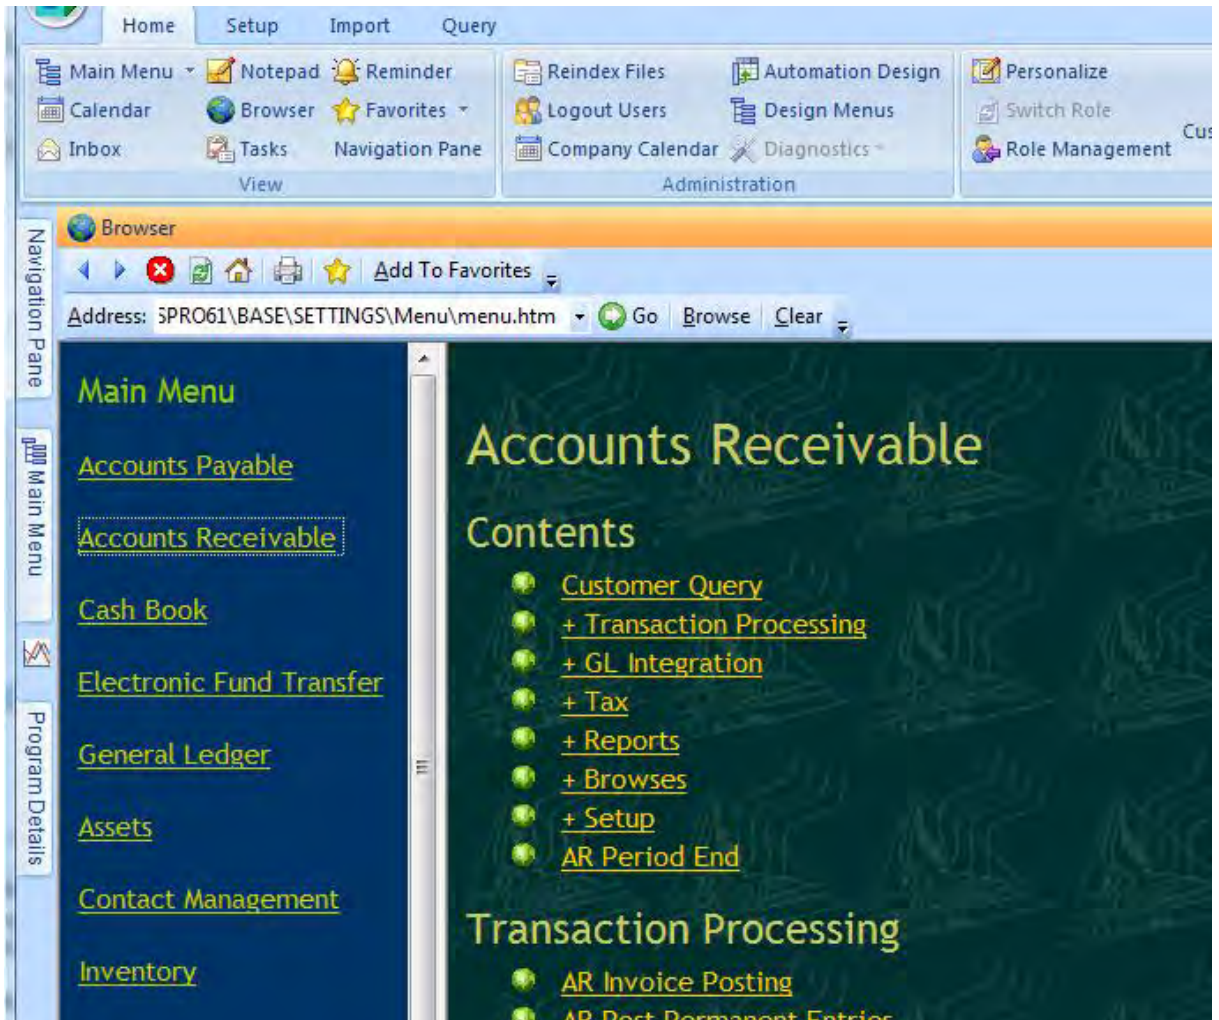 Home Setup Import Query
Main Menu Notepad Reminder Reindex Files Automation Design Personalize
Calendar Browser Favorites Logout Users Design Menus Switch Role
Inbox Tasks Navigation Pane Company Calendar Diagnostics Role Management
View Administration
Browser
Add To Favorites
Address: SPRO61\BASE\SETTINGS\Menu\menu.htm Go Browse Clear
Navigation Pane
Main Menu
Program Details
Main Menu
Accounts Payable
Accounts Receivable
Cash Book
Electronic Fund Transfer
General Ledger
Assets
Contact Management
Inventory
Accounts Receivable
Contents
Customer Query
+ Transaction Processing
+ GL Integration
+ Tax
+ Reports
+ Browses
+ Setup
AR Period End
Transaction Processing
AR Invoice Posting
AR Post Permanent Entries